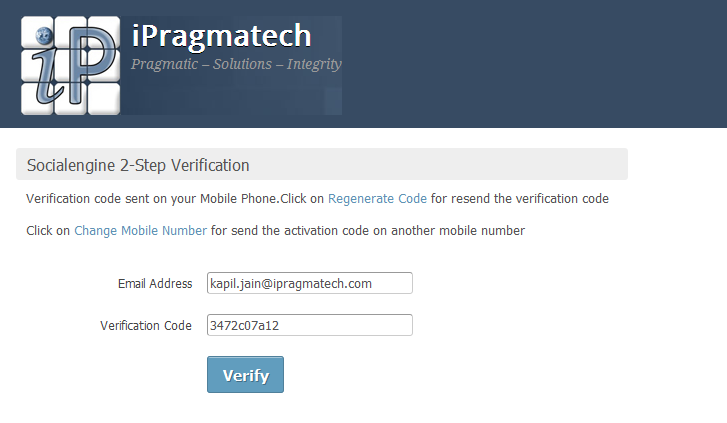 iP
iPragmatech
Pragmatic – Solutions – Integrity
Socialengine 2-Step Verification
Verification code sent on your Mobile Phone.Click on Regenerate Code for resend the verification code
Click on Change Mobile Number for send the activation code on another mobile number
Email Address kapil.jain@ipragmatech.com
Verification Code 3472c07a12
Verify